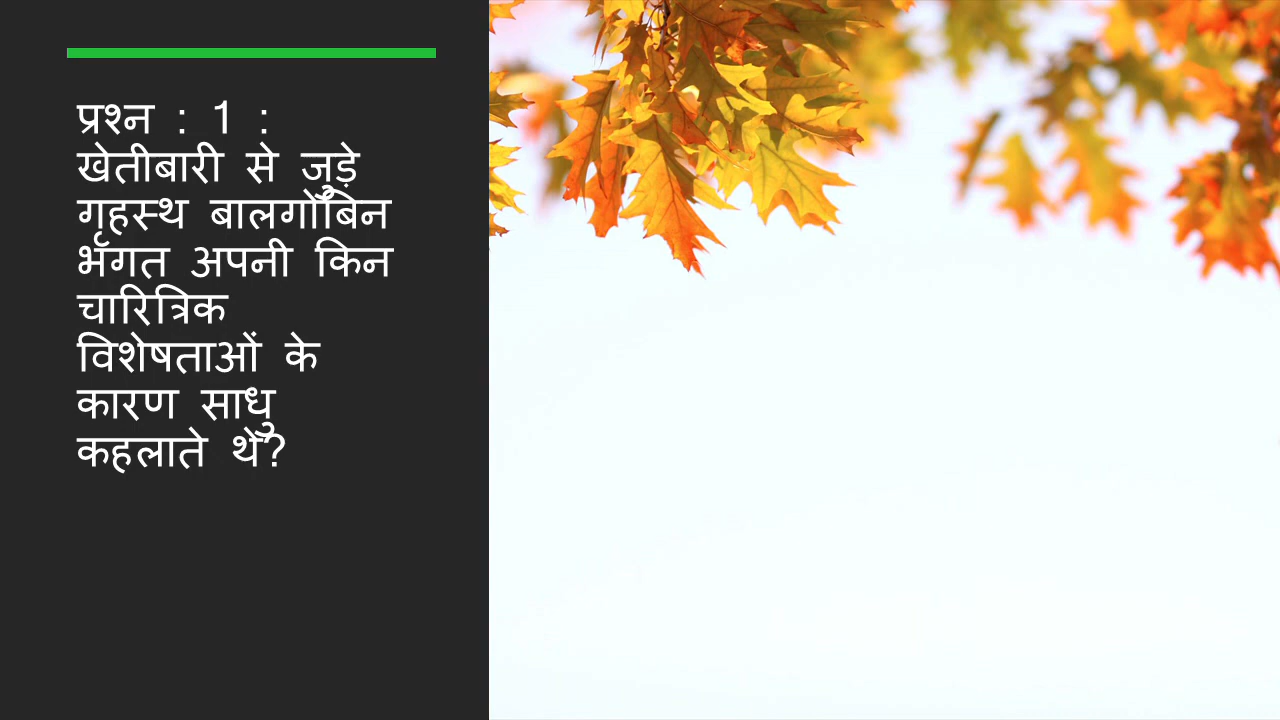 प्रश्न : 1 :
खेतीबारी से जुड़े
गृहस्थ बालगोबिन
भगत अपनी किन
चारित्रिक
विशेषताओं के
कारण साधु
कहलाते थे?